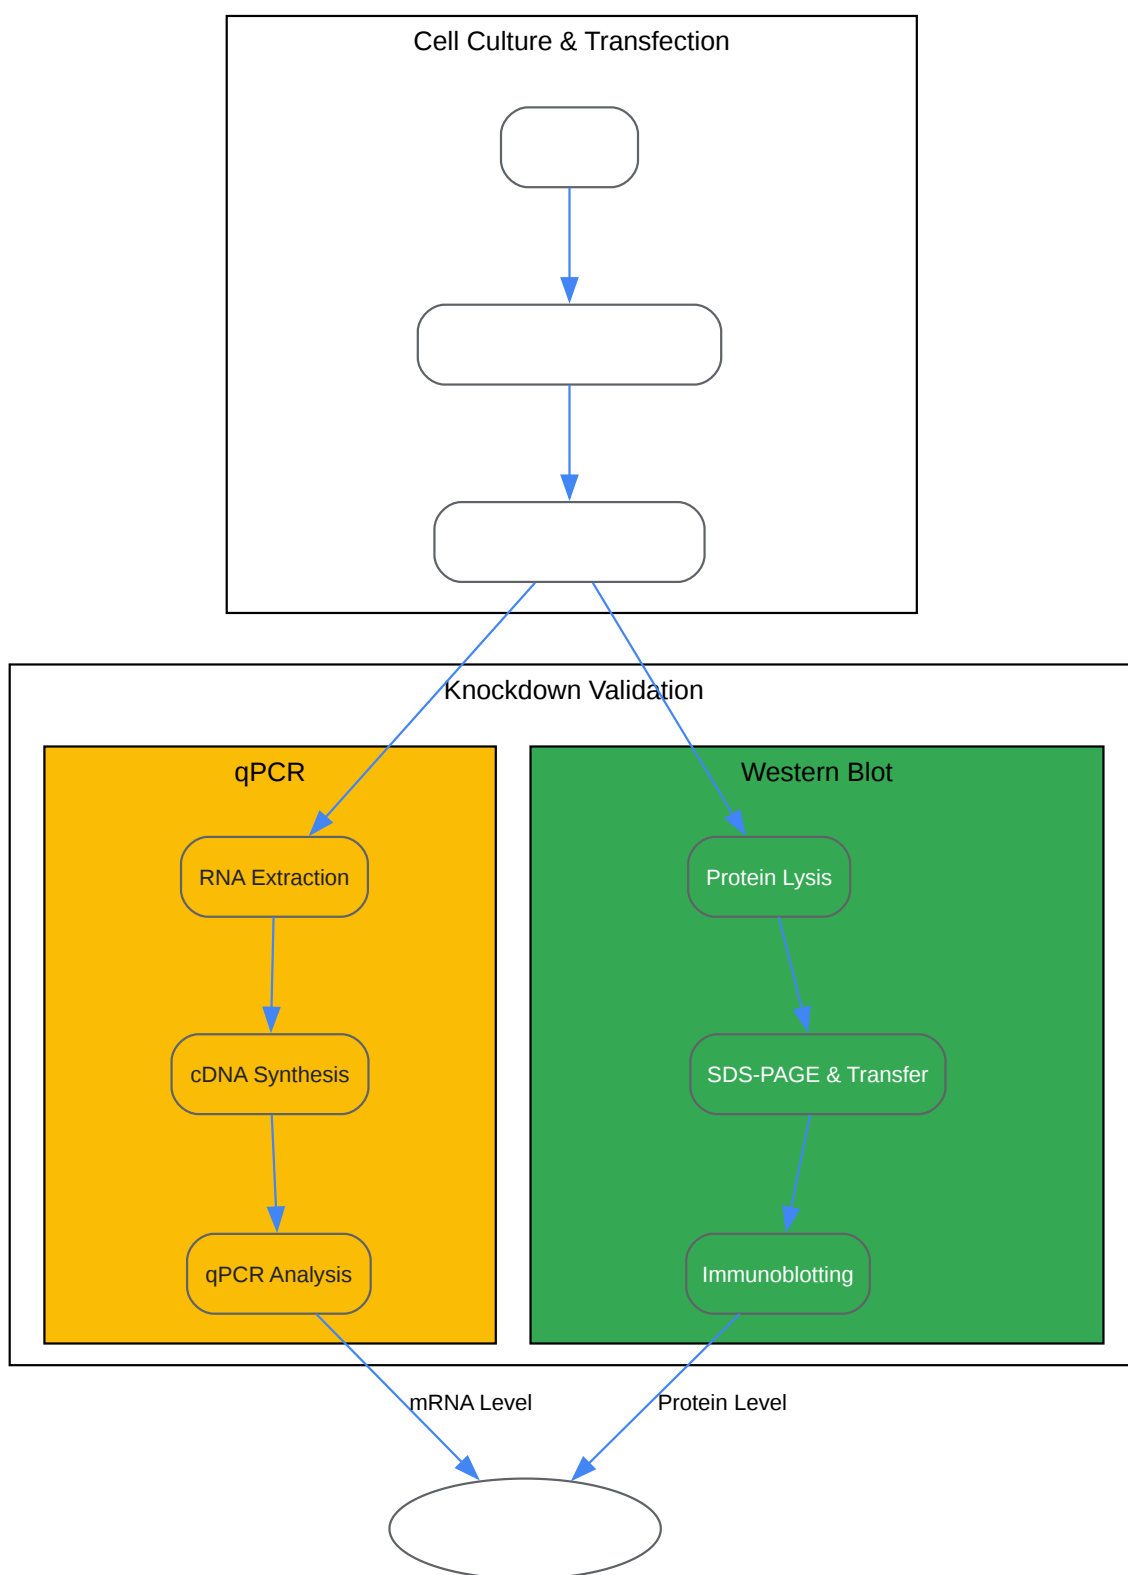 Cell Culture & Transfection
Knockdown Validation
qPCR
RNA Extraction
cDNA Synthesis
qPCR Analysis
Western Blot
Protein Lysis
SDS-PAGE & Transfer
Immunoblotting
mRNA Level
Protein Level